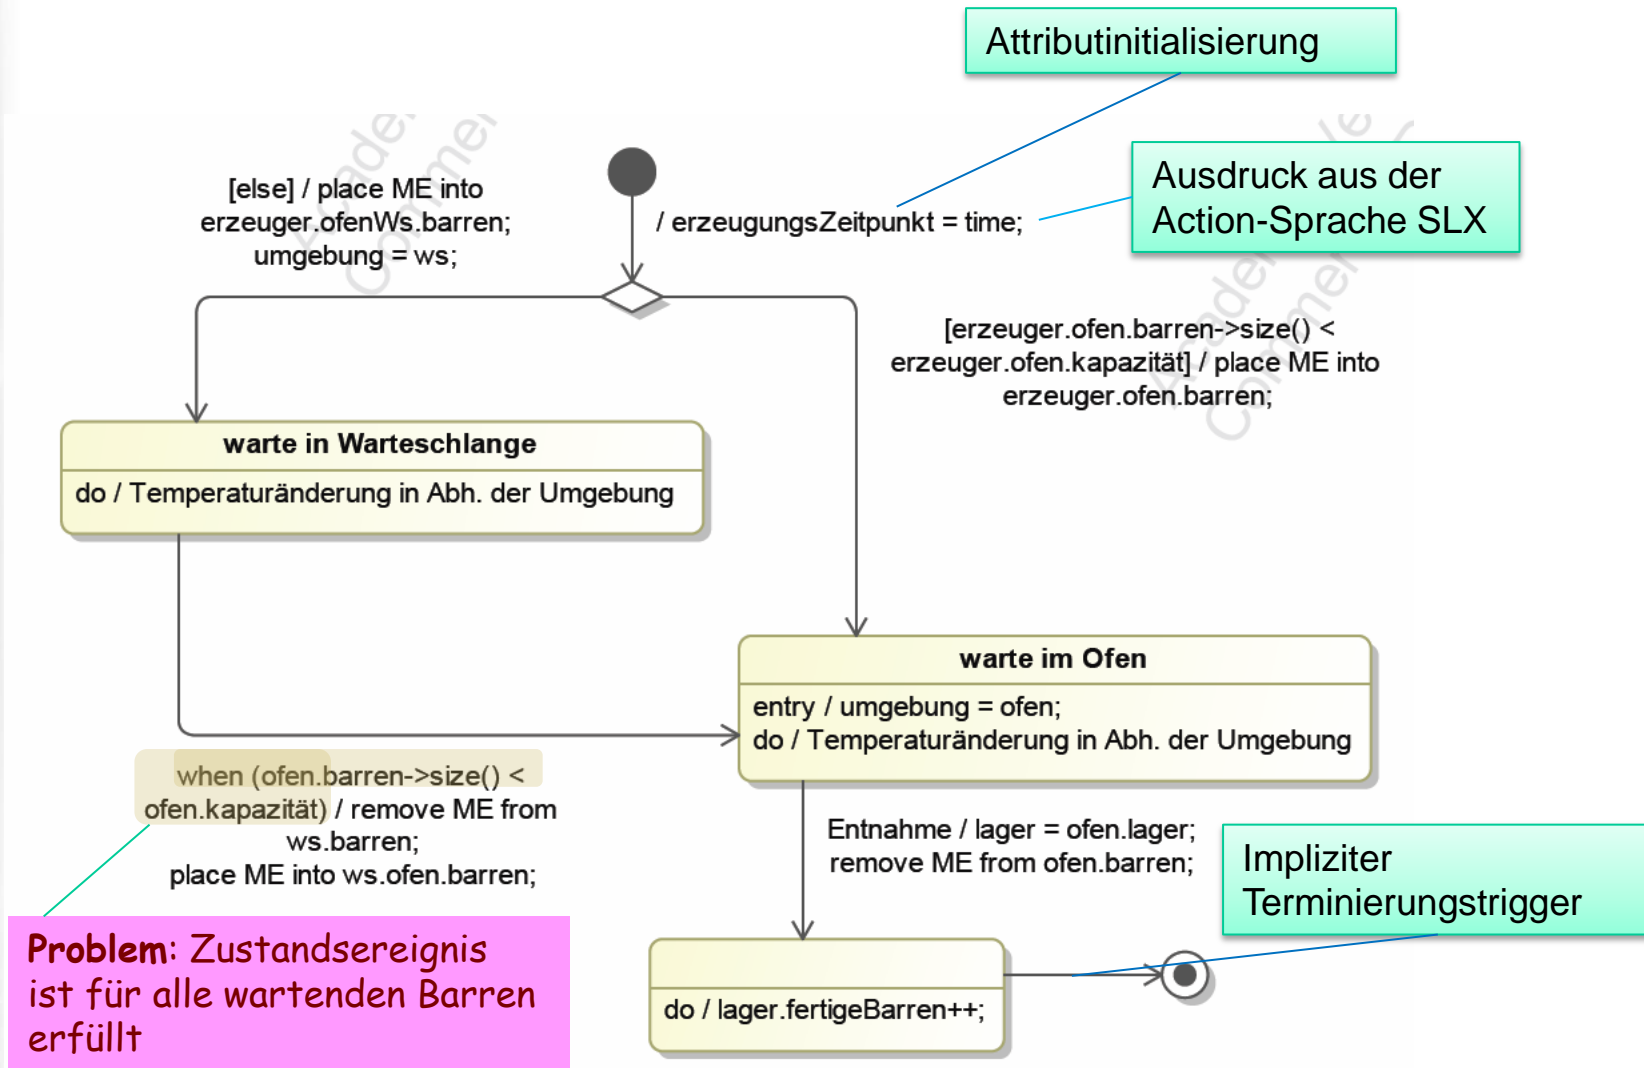 Attributinitialisierung
Ausdruck aus der
Action-Sprache SLX
[else] / place ME into
erzeuger.ofenWs.barren;
umgebung = ws;
/ erzeugungsZeitpunkt = time;
[erzeuger.ofen.barren->size() <
erzeuger.ofen.kapazität] / place ME into
erzeuger.ofen.barren;
warte in Warteschlange
do / Temperaturänderung in Abh. der Umgebung
warte im Ofen
entry / umgebung = ofen;
do / Temperaturänderung in Abh. der Umgebung
when (ofen.barren->size() <
ofen.kapazität) / remove ME from
ws.barren;
place ME into ws.ofen.barren;
Entnahme / lager = ofen.lager;
remove ME from ofen.barren;
Impliziter
Terminierungstrigger
Problem: Zustandsereignis
ist für alle wartenden Barren
erfüllt
do / lager.fertigeBarren++;